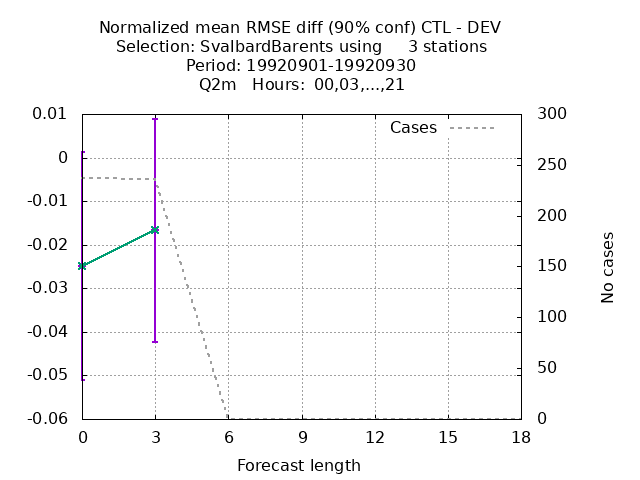 Normalized mean RMSE diff (90% conf) CTL - DEV
Selection: SvalbardBarents using     3 stations
Period: 19920901-19920930
Q2m   Hours:  00,03,...,21
Cases
0.01
0
-0.01
-0.02
-0.03
-0.04
-0.05
-0.06
300
250
200
150
100
50
0
No cases
0 3 6 9 12 15 18
Forecast length